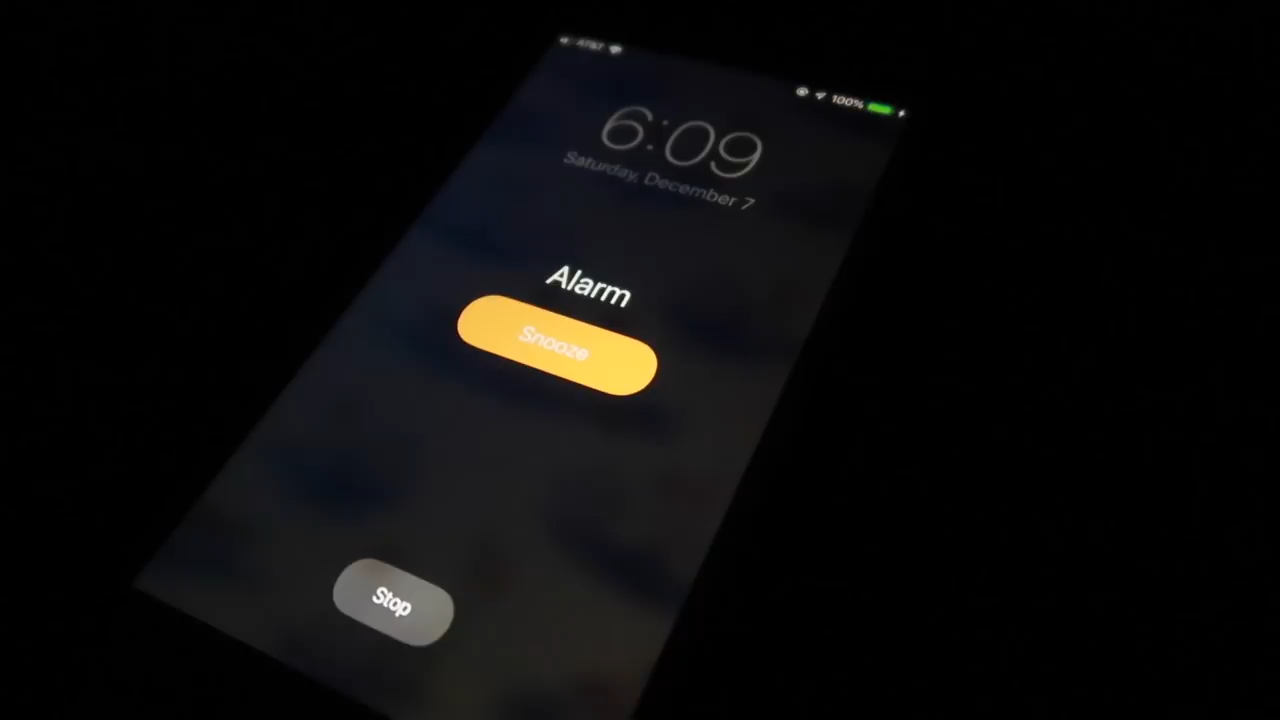 AT&T
100%
6:09
Saturday, December 7
Alarm
Snooze
Stop